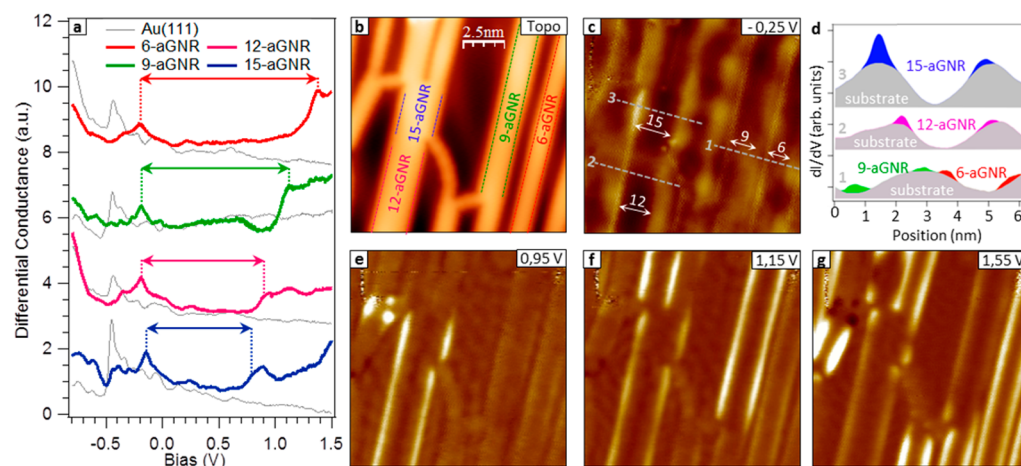 a
Au(111)
6-aGNR
12-aGNR
9-aGNR
15-aGNR
12
10
8
6
4
2
0
Differential Conductance (a.u.)
-0.5
0.0
0.5
1.0
1.5
Bias (V)
b
Topo
2.5nm
15-aGNR
12-aGNR
9-aGNR
6-aGNR
c
- 0,25 V
3
15
1
9
6
2
12
d
dI/dV (arb. units)
3
15-aGNR
substrate
2
12-aGNR
9-aGNR
1
6-aGNR
substrate
0 1 2 3 4 5 6
Position (nm)
e
0,95 V
f
1,15 V
g
1,55 V